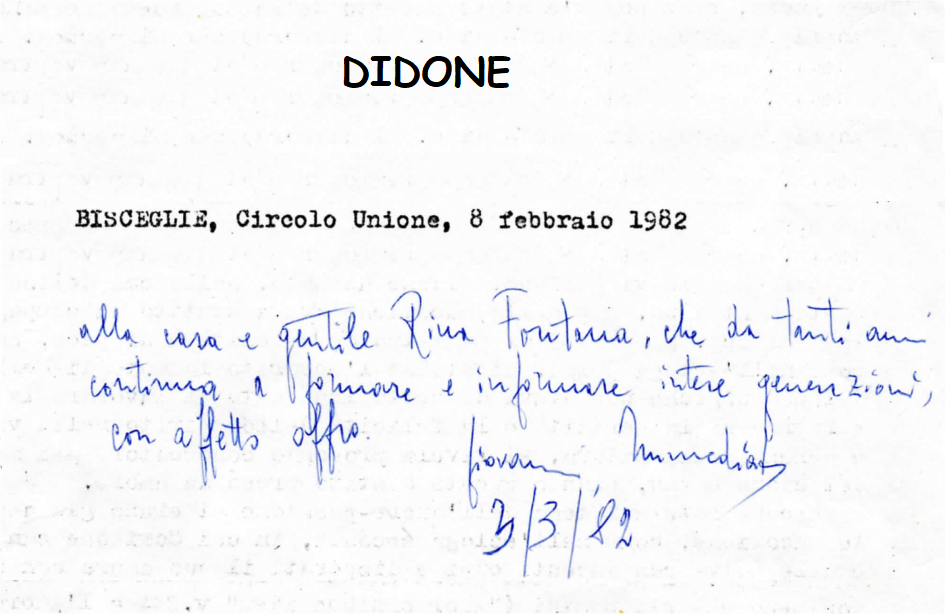 DIDONE
BISCEGLIE, Circolo Unione, 8 febbraio 1982
alla cara e gentile Rina Fontana, che da tanti anni
continua a formare e informare intere generazioni,
con affetto offro.
Giovanni
3/3/'82